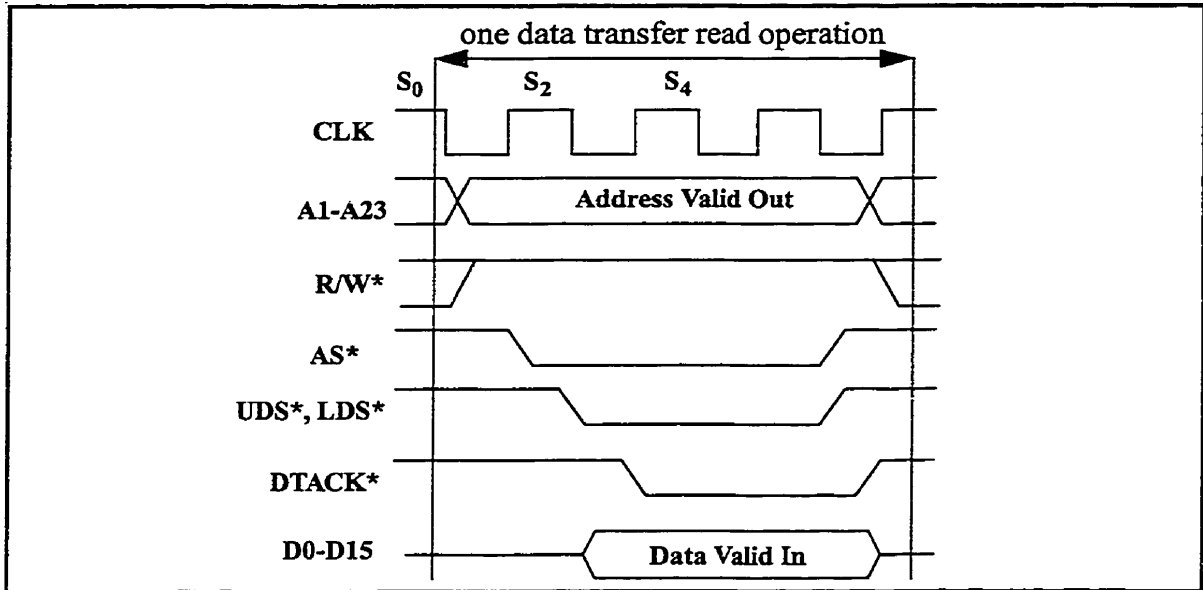 one data transfer read operation
S0 S2 S4
CLK
A1-A23 Address Valid Out
R/W*
AS*
UDS*, LDS*
DTACK*
D0-D15 Data Valid In